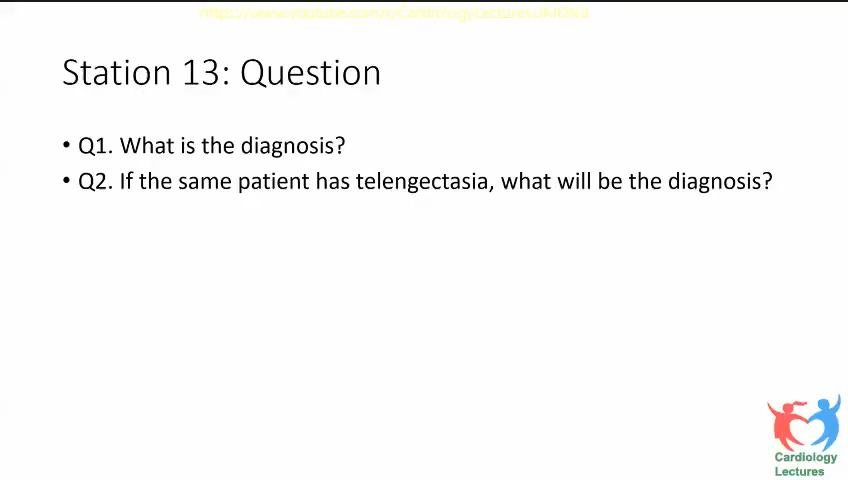 Station 13: Question
• Q1. What is the diagnosis?
• Q2. If the same patient has telengectasia, what will be the diagnosis?
Cardiology
Lectures